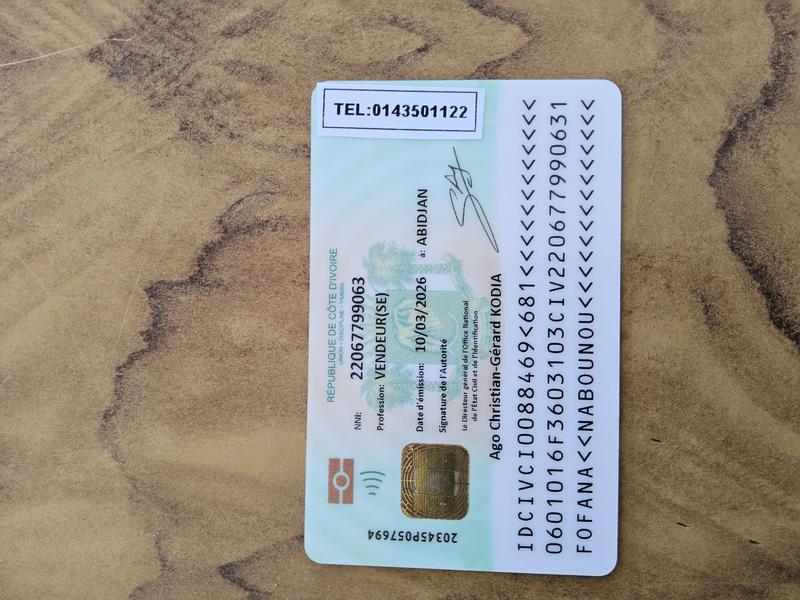 TEL:0143501122
RÉPUBLIQUE DE CÔTE D'IVOIRE
UNION - DISCIPLINE - TRAVAIL
NNI: 22067799063
Profession: VENDEUR(SE)
Date d'émission: 10/03/2026 à: ABIDJAN
Signature de l'Autorité
Le Directeur général de l'Office National
de l'État Civil et de l'Identification
Ago Christian-Gérard KODIA
20345P057694
IDCIVCI0088469<681<<<<<<<<<<<<
0601016F3603103CIV220677990631
FOFANA<<NABOUNOU<<<<<<<<<<<<<<